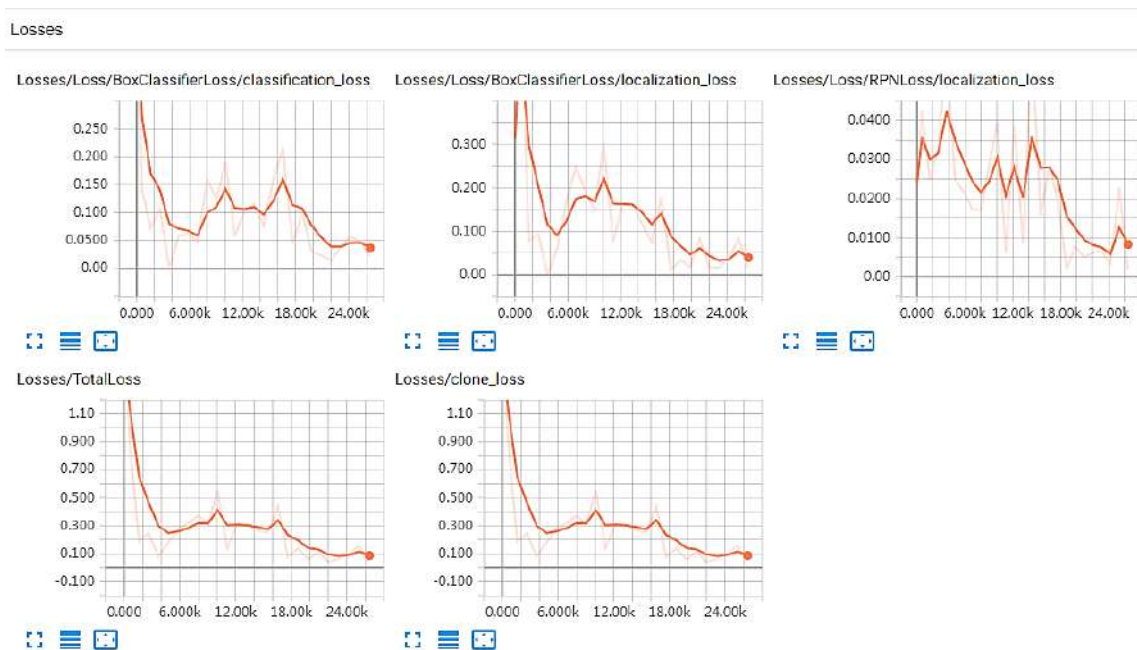 Losses
Losses/Loss/BoxClassifierLoss/classification_loss
0.250
0.200
0.150
0.100
0.0500
0.00
0.000 6.000k 12.00k 18.00k 24.00k
Losses/Loss/BoxClassifierLoss/localization_loss
0.300
0.200
0.100
0.00
0.000 6.000k 12.00k 18.00k 24.00k
Losses/Loss/RPNLoss/localization_loss
0.0400
0.0300
0.0200
0.0100
0.00
0.000 6.000k 12.00k 18.00k 24.00k
Losses/TotalLoss
1.10
0.900
0.700
0.500
0.300
0.100
-0.100
0.000 6.000k 12.00k 18.00k 24.00k
Losses/clone_loss
1.10
0.900
0.700
0.500
0.300
0.100
-0.100
0.000 6.000k 12.00k 18.00k 24.00k